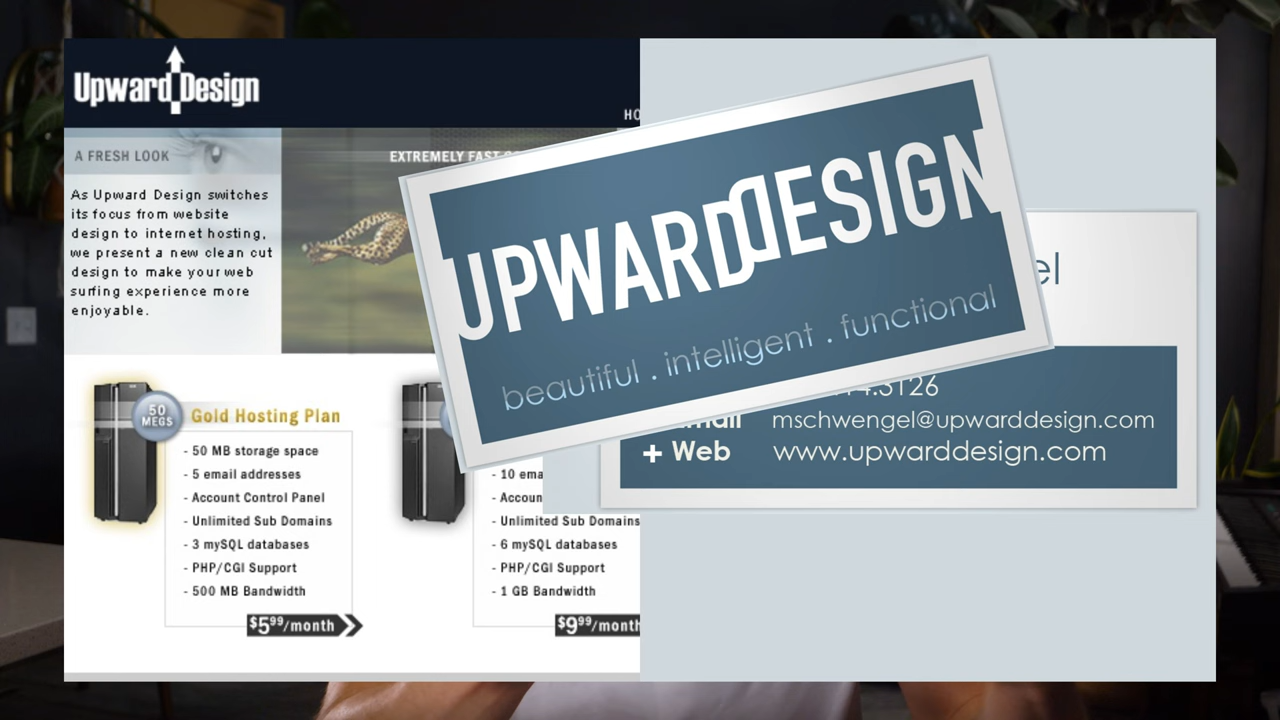 Upward Design
A FRESH LOOK
As Upward Design switches
its focus from website
design to internet hosting,
we present a new clean cut
design to make your web
surfing experience more
enjoyable.
EXTREMELY FAST
50
MEGS
Gold Hosting Plan
- 50 MB storage space
- 5 email addresses
- Account Control Panel
- Unlimited Sub Domains
- 3 mySQL databases
- PHP/CGI Support
- 500 MB Bandwidth
$5.99/month
- 10
- Unlimited Sub Domains
- 6 mySQL databases
- PHP/CGI Support
- 1 GB Bandwidth
$9.99/month
UPWARDDESIGN
beautiful . intelligent . functional
mschwengel@upwarddesign.com
+ Web www.upwarddesign.com